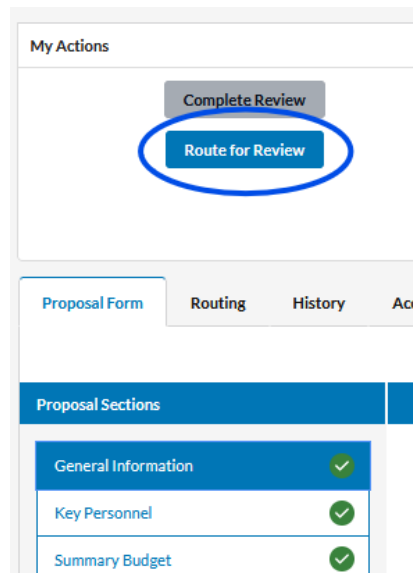 My Actions
Complete Review
Route for Review
Proposal Form Routing History
Proposal Sections
General Information
Key Personnel
Summary Budget